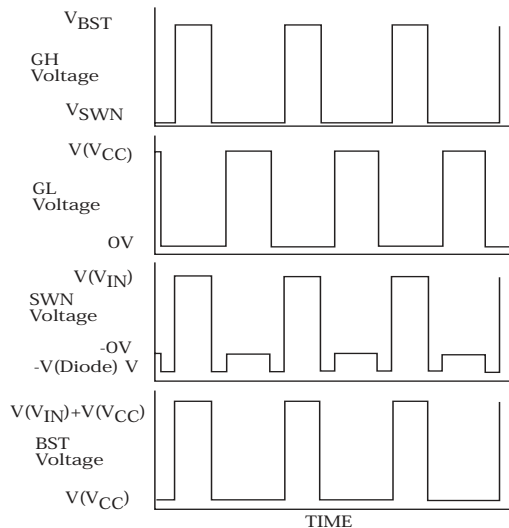 VBST
GH
Voltage
VSWN
V(VCC)
GL
Voltage
0V
V(VIN)
SWN
Voltage
-0V
-V(Diode) V
V(VIN)+V(VCC)
BST
Voltage
V(VCC)
TIME